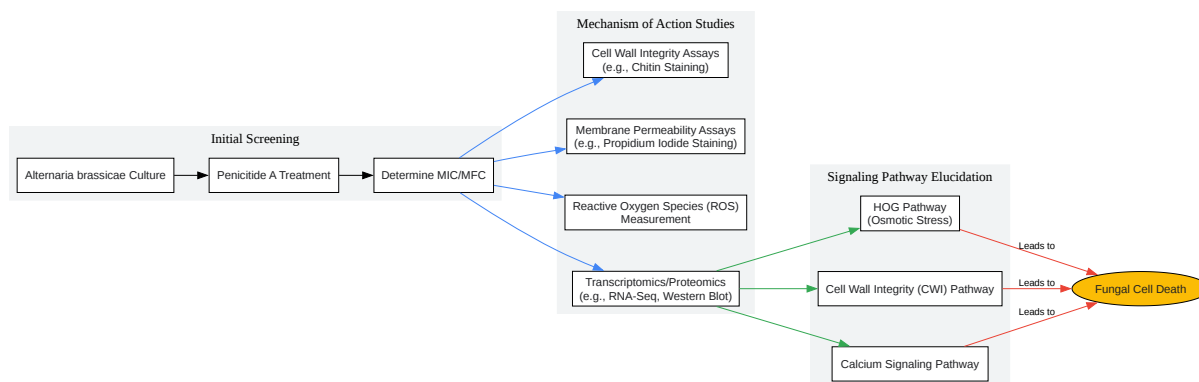 Initial Screening
Alternaria brassicae Culture
Penicitide A Treatment
Determine MIC/MFC
Mechanism of Action Studies
Cell Wall Integrity Assays
(e.g., Chitin Staining)
Membrane Permeability Assays
(e.g., Propidium Iodide Staining)
Reactive Oxygen Species (ROS)
Measurement
Transcriptomics/Proteomics
(e.g., RNA-Seq, Western Blot)
Signaling Pathway Elucidation
HOG Pathway
(Osmotic Stress)
Cell Wall Integrity (CWI) Pathway
Calcium Signaling Pathway
Leads to
Leads to
Leads to
Fungal Cell Death